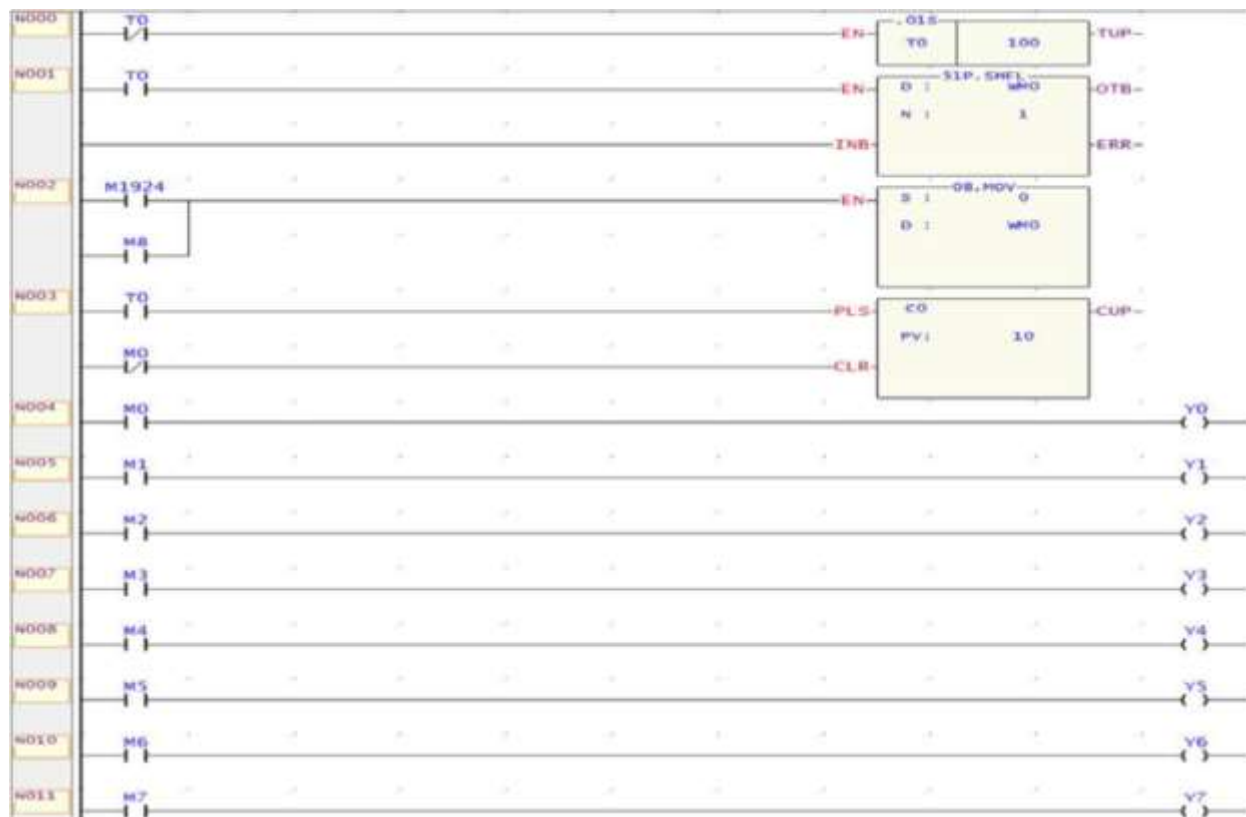 N000 T0 .01S
EN T0 100 TUP
N001 T0 51P.SHFL
EN D : WM0 OTB
N : 1
INB ERR
N002 M1924 08.MOV
EN S : 0
M8 D : WM0
N003 T0
PLS C0 CUP
PV: 10
M0
CLR
N004 M0 Y0
N005 M1 Y1
N006 M2 Y2
N007 M3 Y3
N008 M4 Y4
N009 M5 Y5
N010 M6 Y6
N011 M7 Y7